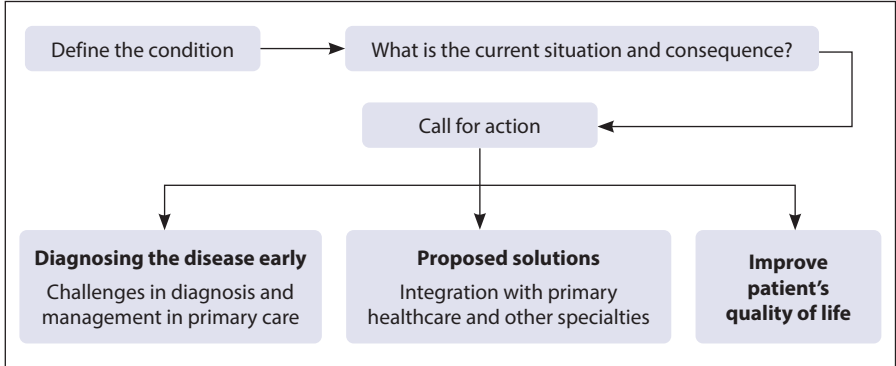 Define the condition
What is the current situation and consequence?
Call for action
Diagnosing the disease early
Challenges in diagnosis and
management in primary care
Proposed solutions
Integration with primary
healthcare and other specialties
Improve
patient’s
quality of life